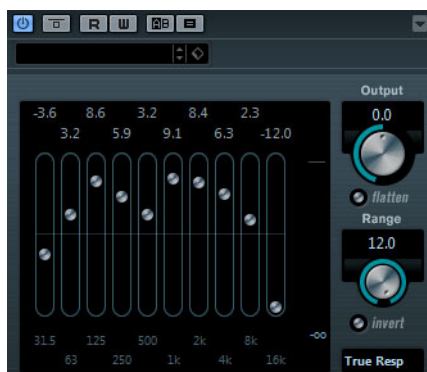 R W AB
Output
-3.6 8.6 3.2 8.4 2.3 0.0
3.2 5.9 9.1 6.3 -12.0
flatten
Range
12.0
invert
31.5 125 500 2k 8k -∞
63 250 1k 4k 16k
True Resp